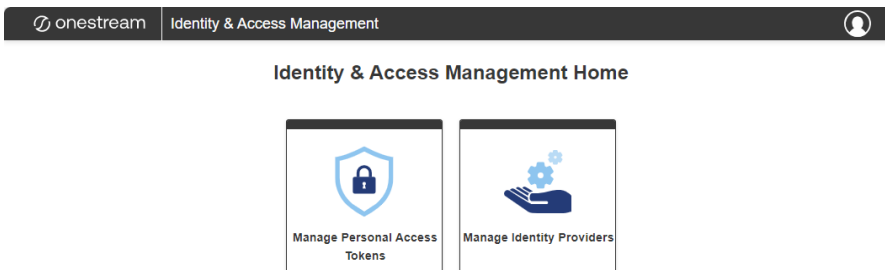 onestream Identity & Access Management
Identity & Access Management Home
Manage Personal Access
Tokens
Manage Identity Providers